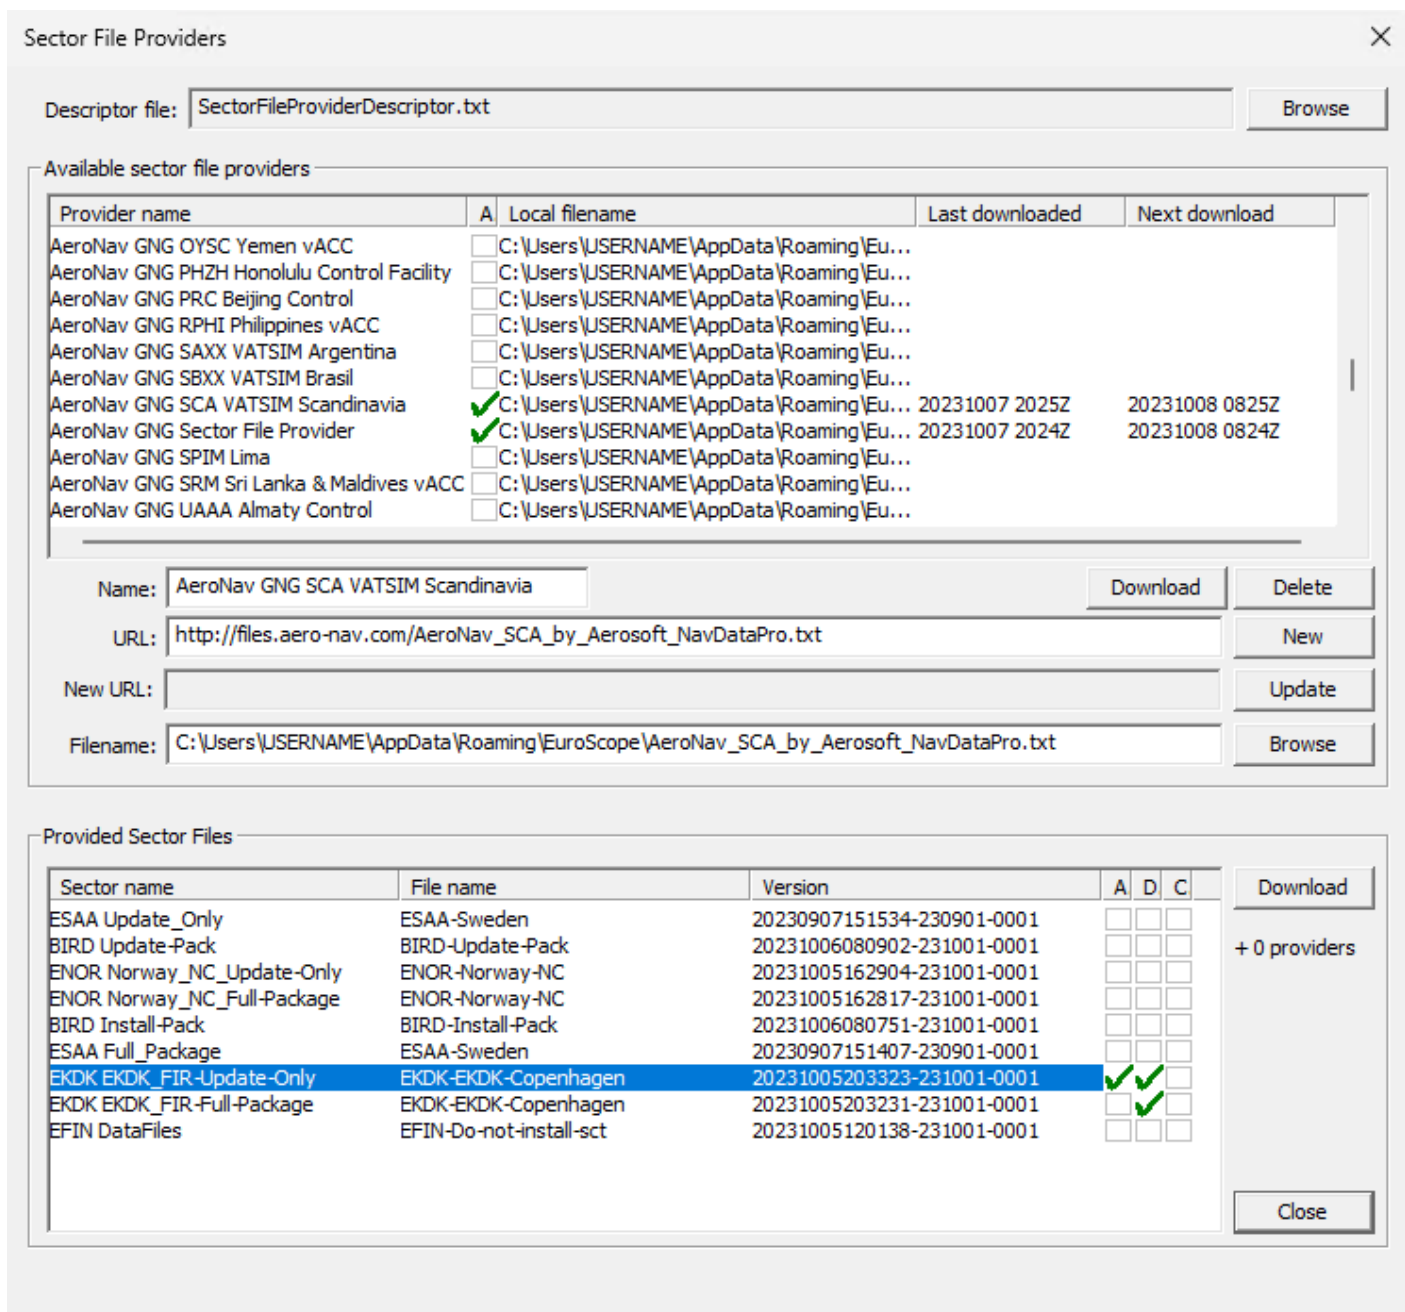 Sector File Providers
Descriptor file: SectorFileProviderDescriptor.txt Browse
Available sector file providers
Provider name A Local filename Last downloaded Next download
AeroNav GNG OYSC Yemen vACC C:\Users\USERNAME\AppData\Roaming\Eu...
AeroNav GNG PHZH Honolulu Control Facility C:\Users\USERNAME\AppData\Roaming\Eu...
AeroNav GNG PRC Beijing Control C:\Users\USERNAME\AppData\Roaming\Eu...
AeroNav GNG RPHI Philippines vACC C:\Users\USERNAME\AppData\Roaming\Eu...
AeroNav GNG SAXX VATSIM Argentina C:\Users\USERNAME\AppData\Roaming\Eu...
AeroNav GNG SBXX VATSIM Brasil C:\Users\USERNAME\AppData\Roaming\Eu...
AeroNav GNG SCA VATSIM Scandinavia C:\Users\USERNAME\AppData\Roaming\Eu... 20231007 2025Z 20231008 0825Z
AeroNav GNG Sector File Provider C:\Users\USERNAME\AppData\Roaming\Eu... 20231007 2024Z 20231008 0824Z
AeroNav GNG SPIM Lima C:\Users\USERNAME\AppData\Roaming\Eu...
AeroNav GNG SRM Sri Lanka & Maldives vACC C:\Users\USERNAME\AppData\Roaming\Eu...
AeroNav GNG UAAA Almaty Control C:\Users\USERNAME\AppData\Roaming\Eu...
Name: AeroNav GNG SCA VATSIM Scandinavia Download Delete
URL: http://files.aero-nav.com/AeroNav_SCA_by_Aerosoft_NavDataPro.txt New
New URL: Update
Filename: C:\Users\USERNAME\AppData\Roaming\EuroScope\AeroNav_SCA_by_Aerosoft_NavDataPro.txt Browse
Provided Sector Files
Sector name File name Version A D C Download
ESAA Update_Only ESAA-Sweden 20230907151534-230901-0001
BIRD Update-Pack BIRD-Update-Pack 20231006080902-231001-0001 + 0 providers
ENOR Norway_NC_Update-Only ENOR-Norway-NC 20231005162904-231001-0001
ENOR Norway_NC_Full-Package ENOR-Norway-NC 20231005162817-231001-0001
BIRD Install-Pack BIRD-Install-Pack 20231006080751-231001-0001
ESAA Full_Package ESAA-Sweden 20230907151407-230901-0001
EKDK EKDK_FIR-Update-Only EKDK-EKDK-Copenhagen 20231005203323-231001-0001
EKDK EKDK_FIR-Full-Package EKDK-EKDK-Copenhagen 20231005203231-231001-0001
EFIN DataFiles EFIN-Do-not-install-sct 20231005120138-231001-0001
Close